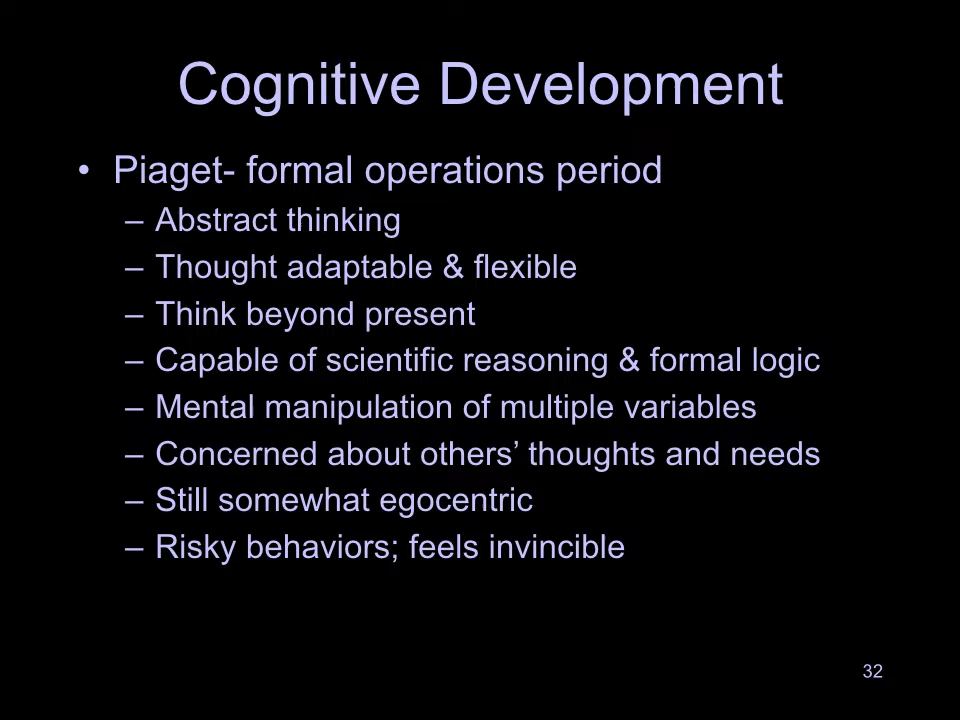 Cognitive Development
• Piaget- formal operations period
– Abstract thinking
– Thought adaptable & flexible
– Think beyond present
– Capable of scientific reasoning & formal logic
– Mental manipulation of multiple variables
– Concerned about others’ thoughts and needs
– Still somewhat egocentric
– Risky behaviors; feels invincible
32